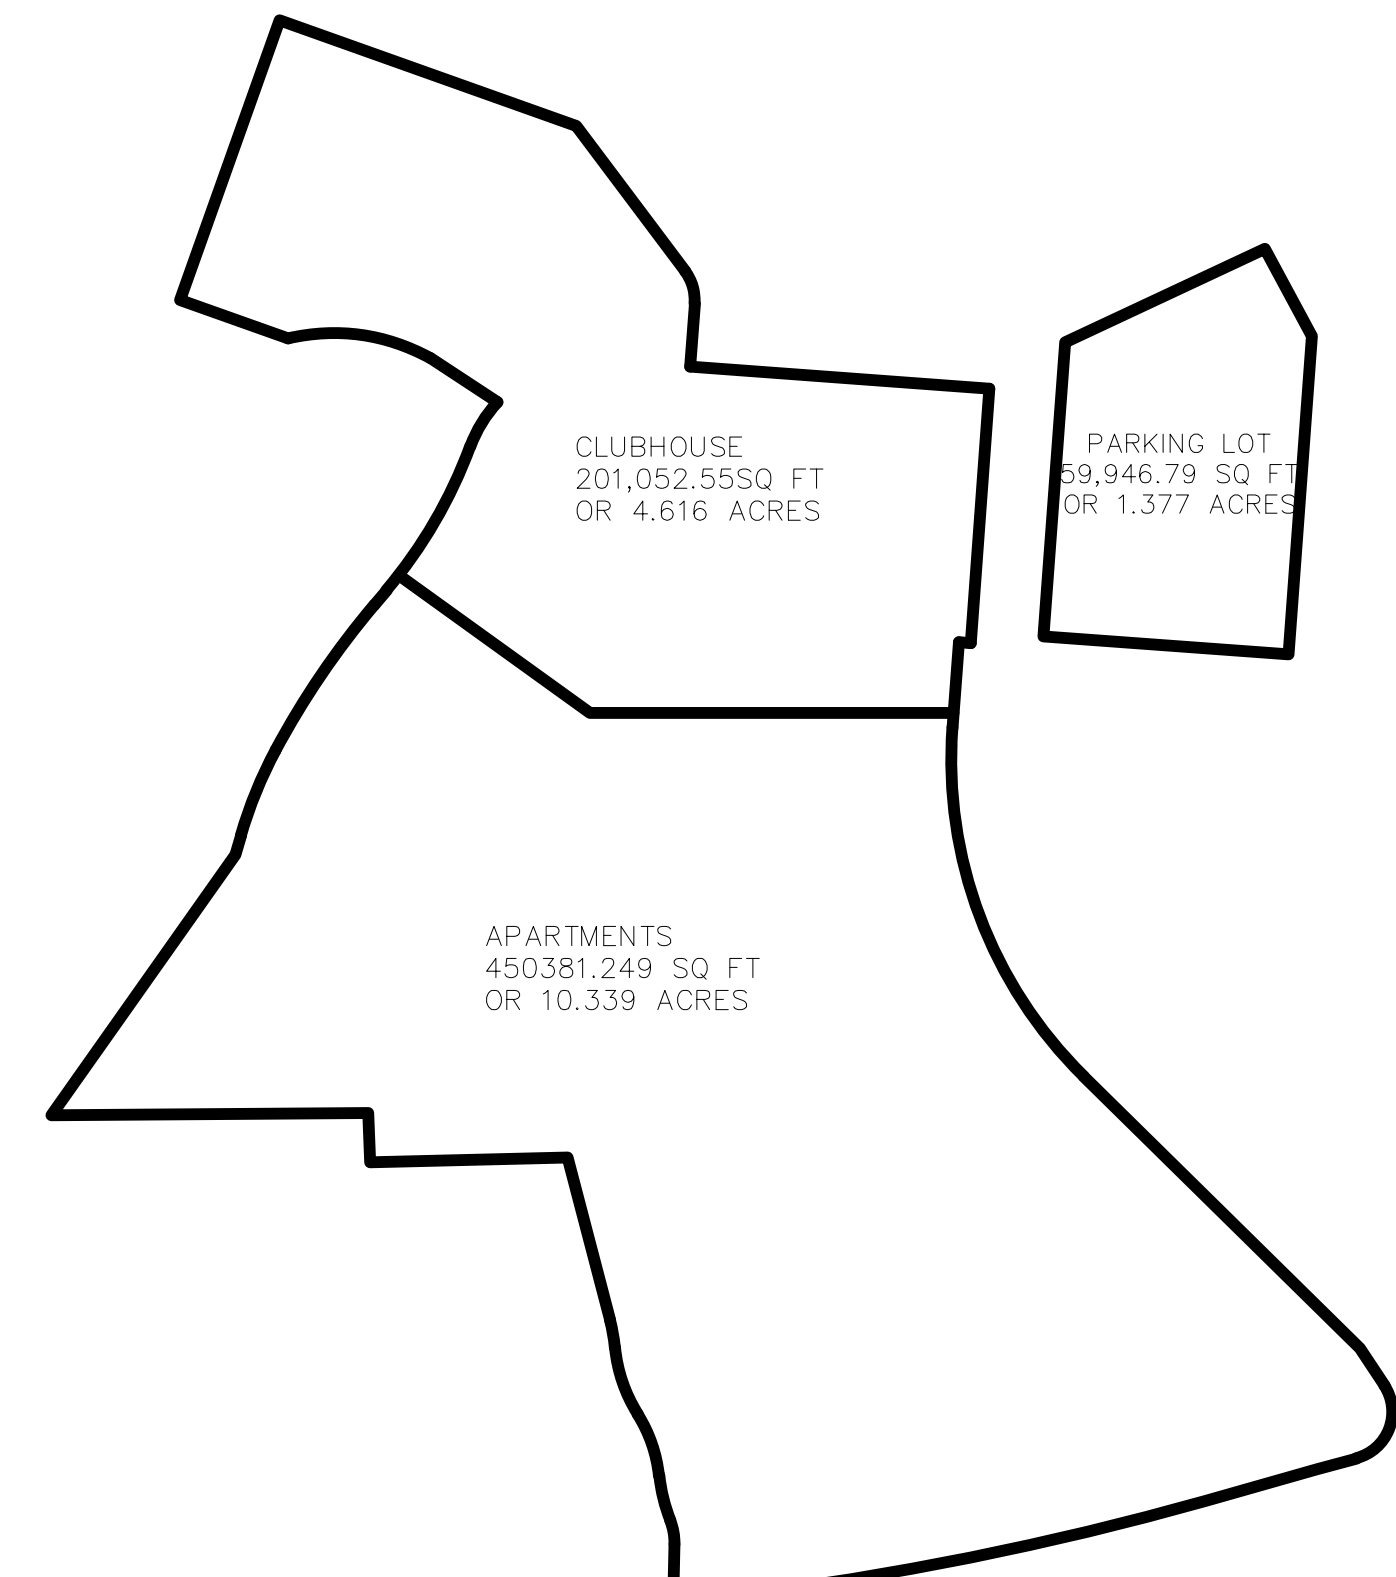 CLUBHOUSE
201,052.55SQ FT
OR 4.616 ACRES
PARKING LOT
59,946.79 SQ FT
OR 1.377 ACRES
APARTMENTS
450381.249 SQ FT
OR 10.339 ACRES